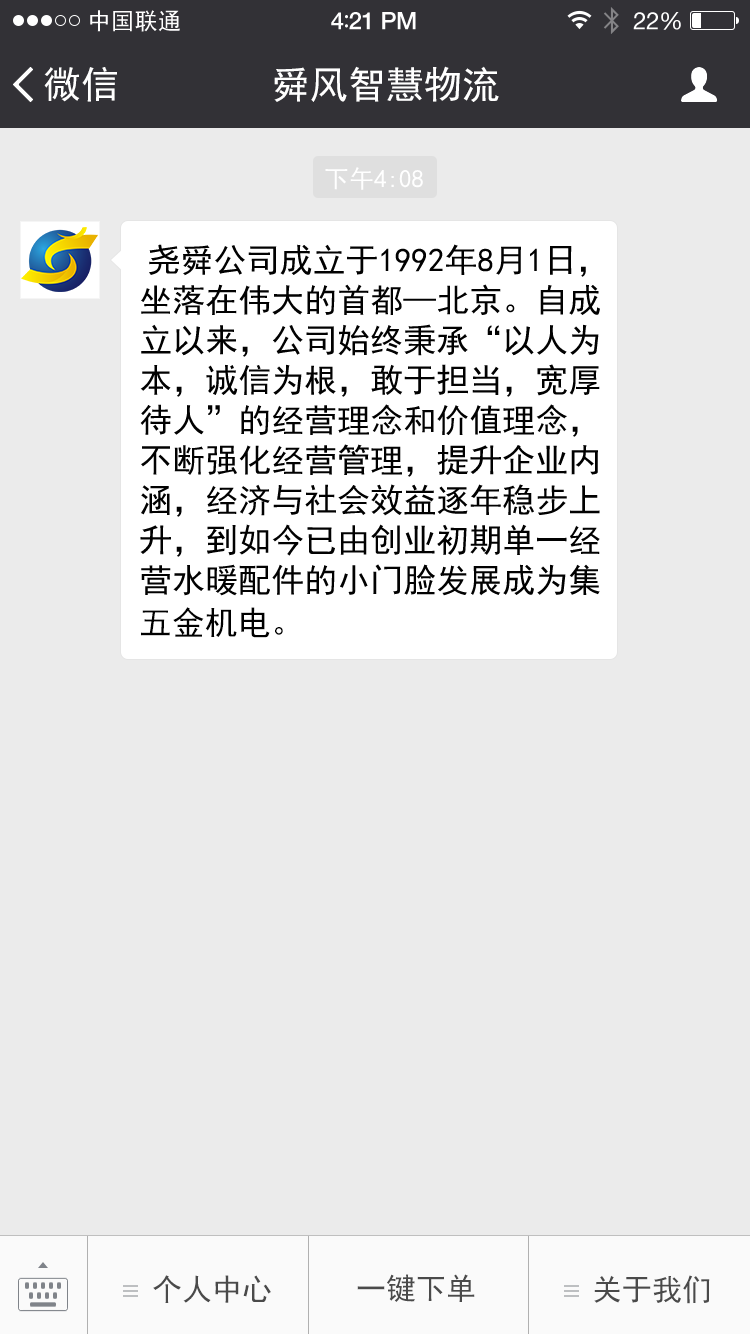 中国联通 4:21 PM 22%
微信 舜风智慧物流
下午4:08
尧舜公司成立于1992年8月1日，
坐落在伟大的首都—北京。自成
立以来，公司始终秉承“以人为
本，诚信为根，敢于担当，宽厚
待人”的经营理念和价值理念，
不断强化经营管理，提升企业内
涵，经济与社会效益逐年稳步上
升，到如今已由创业初期单一经
营水暖配件的小门脸发展成为集
五金机电。
个人中心 一键下单 关于我们